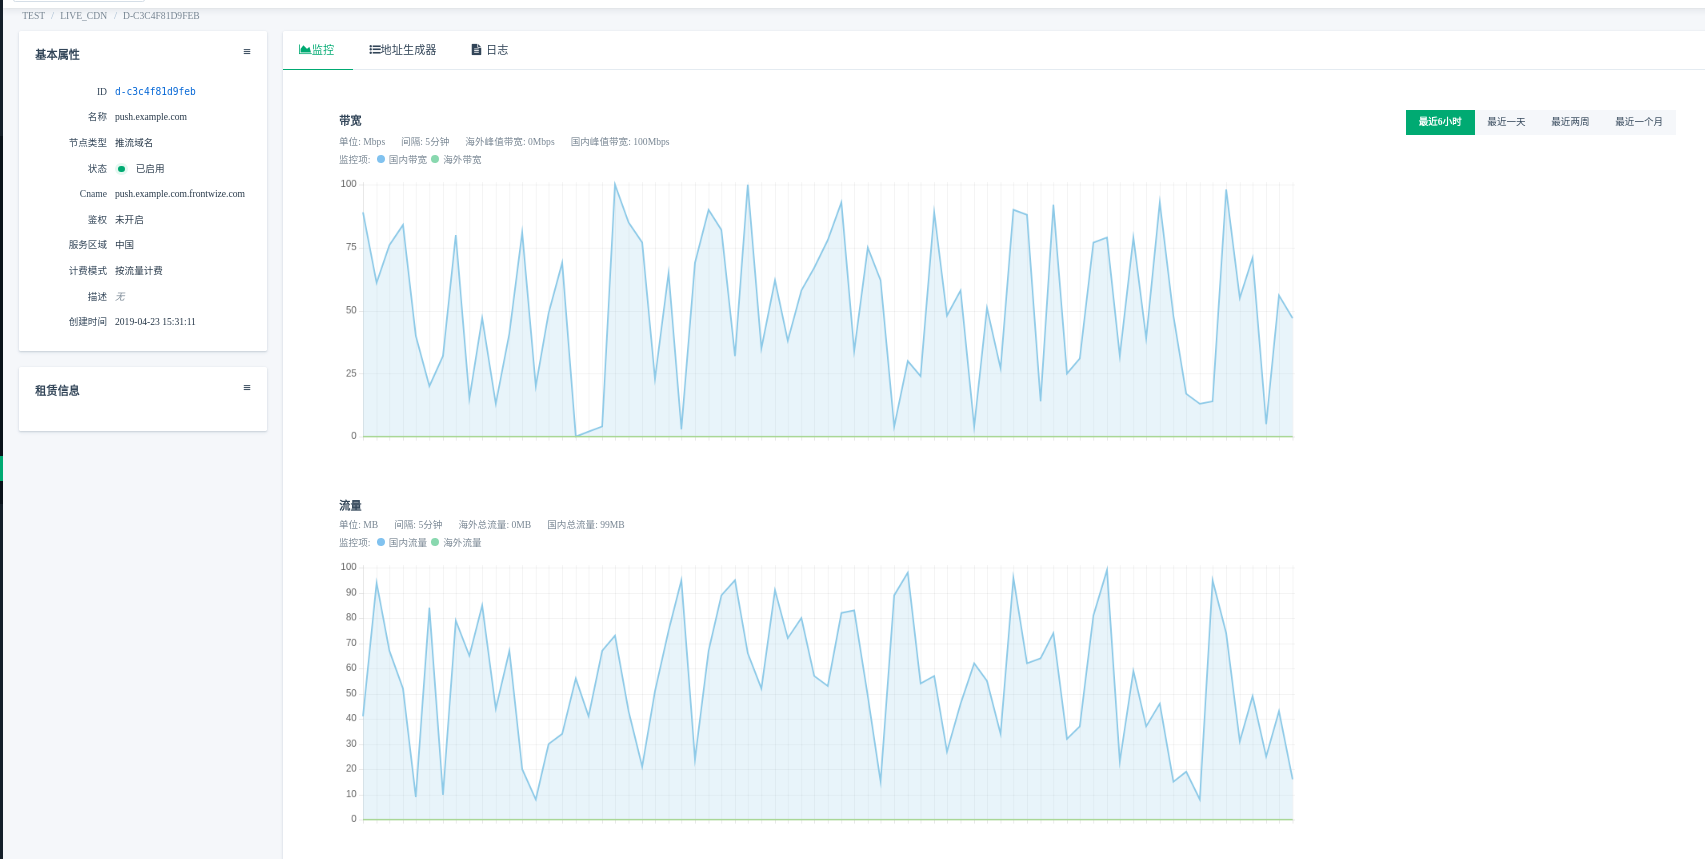 TEST / LIVE_CDN / D-C3C4F81D9FEB
基本属性
ID d-c3c4f81d9feb
名称 push.example.com
节点类型 推流域名
状态 已启用
Cname push.example.com.frontwize.com
鉴权 未开启
服务区域 中国
计费模式 按流量计费
描述 无
创建时间 2019-04-23 15:31:11
租赁信息
监控 地址生成器 日志
带宽
最近6小时 最近一天 最近两周 最近一个月
单位: Mbps 间隔: 5分钟 海外峰值带宽: 0Mbps 国内峰值带宽: 100Mbps
监控项: 国内带宽 海外带宽
100
75
50
25
0
流量
单位: MB 间隔: 5分钟 海外总流量: 0MB 国内总流量: 99MB
监控项: 国内流量 海外流量
100
90
80
70
60
50
40
30
20
10
0